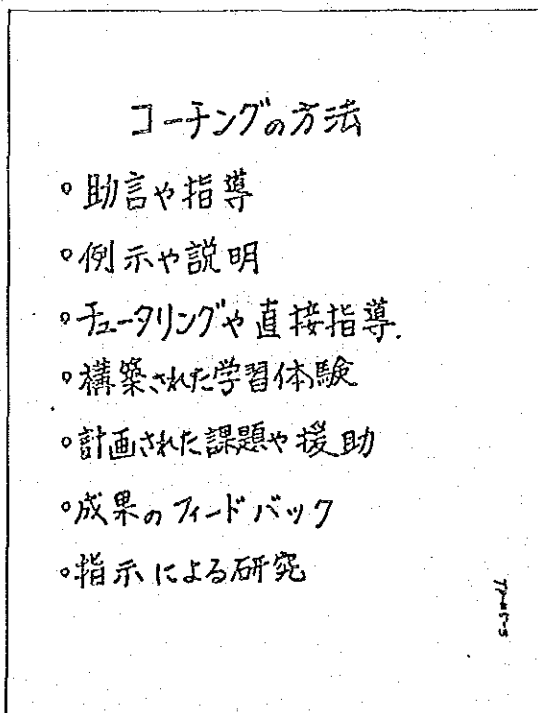 コーチングの方法
○助言や指導
○例示や説明
○チュータリングや直接指導.
○構築された学習体験
○計画された課題や援助
○成果のフィードバック
○指示による研究